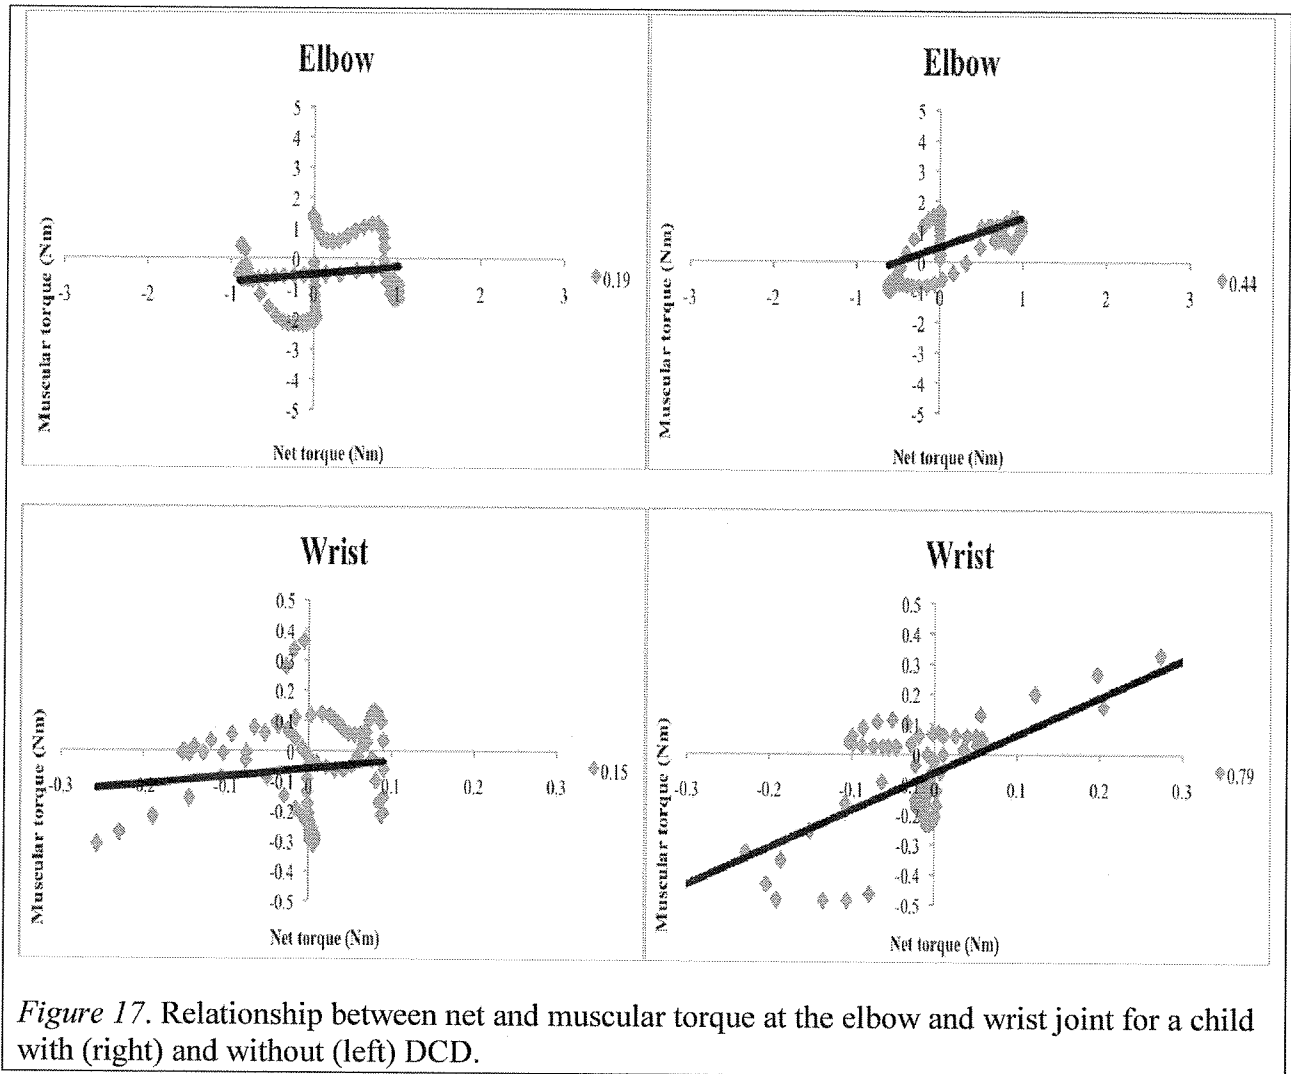 Elbow
5
4
3
2
1
0
-3 -2 -1 0 1 2 3
-1
-2
-3
-4
-5
Muscular torque (Nm)
Net torque (Nm)
0.19
Elbow
5
4
3
2
1
0
-3 -2 -1 0 1 2 3
-1
-2
-3
-4
-5
Muscular torque (Nm)
Net torque (Nm)
0.44
Wrist
0.5
0.4
0.3
0.2
0.1
0
-0.3 -0.2 -0.1 0 0.1 0.2 0.3
-0.1
-0.2
-0.3
-0.4
-0.5
Muscular torque (Nm)
Net torque (Nm)
0.15
Wrist
0.5
0.4
0.3
0.2
0.1
0
-0.3 -0.2 -0.1 0 0.1 0.2 0.3
-0.1
-0.2
-0.3
-0.4
-0.5
Muscular torque (Nm)
Net torque (Nm)
0.79
Figure 17. Relationship between net and muscular torque at the elbow and wrist joint for a child
with (right) and without (left) DCD.